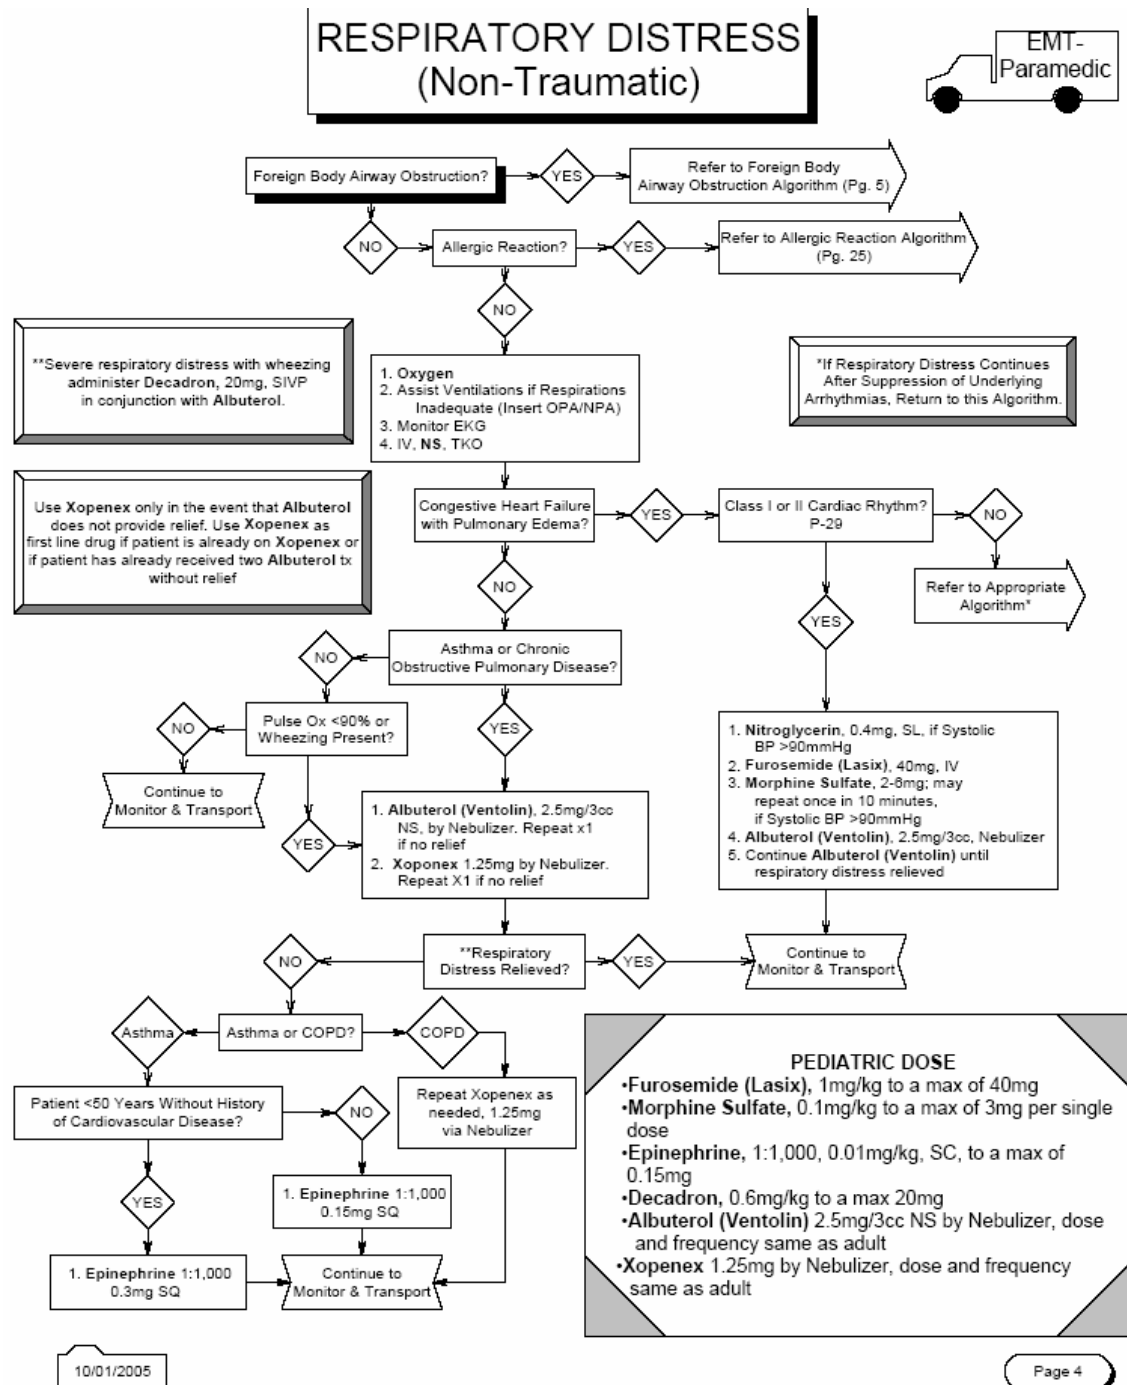 RESPIRATORY DISTRESS
(Non-Traumatic)
EMT-
Paramedic
Foreign Body Airway Obstruction?
YES
Refer to Foreign Body
Airway Obstruction Algorithm (Pg. 5)
NO
Allergic Reaction?
YES
Refer to Allergic Reaction Algorithm
(Pg. 25)
NO
**Severe respiratory distress with wheezing
administer Decadron, 20mg, SIVP
in conjunction with Albuterol.
1. Oxygen
2. Assist Ventilations if Respirations
Inadequate (Insert OPA/NPA)
3. Monitor EKG
4. IV, NS, TKO
*If Respiratory Distress Continues
After Suppression of Underlying
Arrhythmias, Return to this Algorithm.
Use Xopenex only in the event that Albuterol
does not provide relief. Use Xopenex as
first line drug if patient is already on Xopenex or
if patient has already received two Albuterol tx
without relief
Congestive Heart Failure
with Pulmonary Edema?
YES
Class I or II Cardiac Rhythm?
P-29
NO
Refer to Appropriate
Algorithm*
NO
YES
Asthma or Chronic
Obstructive Pulmonary Disease?
NO
YES
Pulse Ox <90% or
Wheezing Present?
NO
Continue to
Monitor & Transport
YES
1. Albuterol (Ventolin), 2.5mg/3cc
NS, by Nebulizer. Repeat x1
if no relief
2. Xoponex 1.25mg by Nebulizer.
Repeat X1 if no relief
1. Nitroglycerin, 0.4mg, SL, if Systolic
BP >90mmHg
2. Furosemide (Lasix), 40mg, IV
3. Morphine Sulfate, 2-6mg; may
repeat once in 10 minutes,
if Systolic BP >90mmHg
4. Albuterol (Ventolin), 2.5mg/3cc, Nebulizer
5. Continue Albuterol (Ventolin) until
respiratory distress relieved
**Respiratory
Distress Relieved?
YES
Continue to
Monitor & Transport
NO
Asthma or COPD?
Asthma
COPD
Patient <50 Years Without History
of Cardiovascular Disease?
NO
Repeat Xopenex as
needed, 1.25mg
via Nebulizer
YES
1. Epinephrine 1:1,000
0.15mg SQ
1. Epinephrine 1:1,000
0.3mg SQ
Continue to
Monitor & Transport
PEDIATRIC DOSE
•Furosemide (Lasix), 1mg/kg to a max of 40mg
•Morphine Sulfate, 0.1mg/kg to a max of 3mg per single
dose
•Epinephrine, 1:1,000, 0.01mg/kg, SC, to a max of
0.15mg
•Decadron, 0.6mg/kg to a max 20mg
•Albuterol (Ventolin) 2.5mg/3cc NS by Nebulizer, dose
and frequency same as adult
•Xopenex 1.25mg by Nebulizer, dose and frequency
same as adult
10/01/2005
Page 4